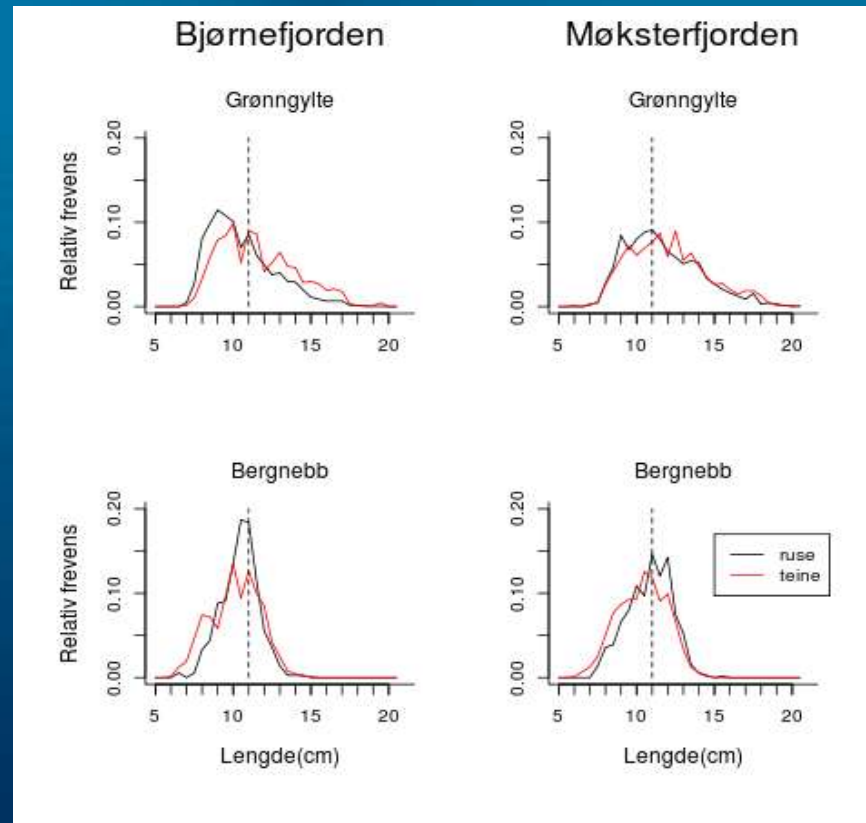 Bjørnefjorden Møksterfjorden
Grønngylte Grønngylte
Relativ frevens
0.00 0.10 0.20
0.00 0.10 0.20
5 10 15 20
5 10 15 20
Bergnebb Bergnebb
Relativ frevens
0.00 0.10 0.20
0.00 0.10 0.20
ruse
teine
5 10 15 20
5 10 15 20
Lengde(cm) Lengde(cm)